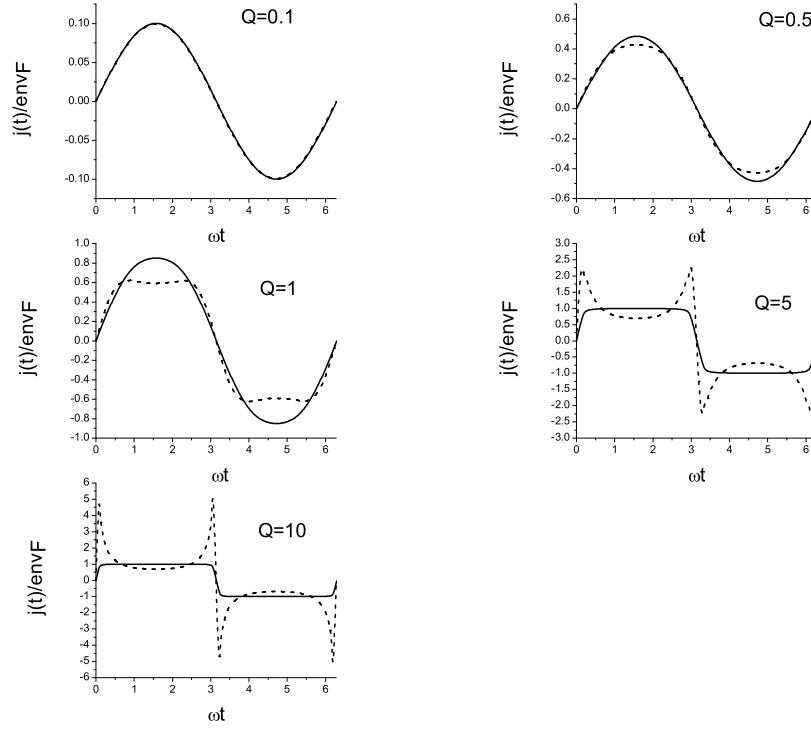 Q=0.1
j(t)/envF
0.10
0.05
0.00
-0.05
-0.10
0 1 2 3 4 5 6
ωt
Q=0.5
j(t)/envF
0.6
0.4
0.2
0.0
-0.2
-0.4
-0.6
0 1 2 3 4 5 6
ωt
Q=1
j(t)/envF
1.0
0.8
0.6
0.4
0.2
0.0
-0.2
-0.4
-0.6
-0.8
-1.0
0 1 2 3 4 5 6
ωt
Q=5
j(t)/envF
3.0
2.5
2.0
1.5
1.0
0.5
0.0
-0.5
-1.0
-1.5
-2.0
-2.5
-3.0
0 1 2 3 4 5 6
ωt
Q=10
j(t)/envF
6
5
4
3
2
1
0
-1
-2
-3
-4
-5
-6
0 1 2 3 4 5 6
ωt